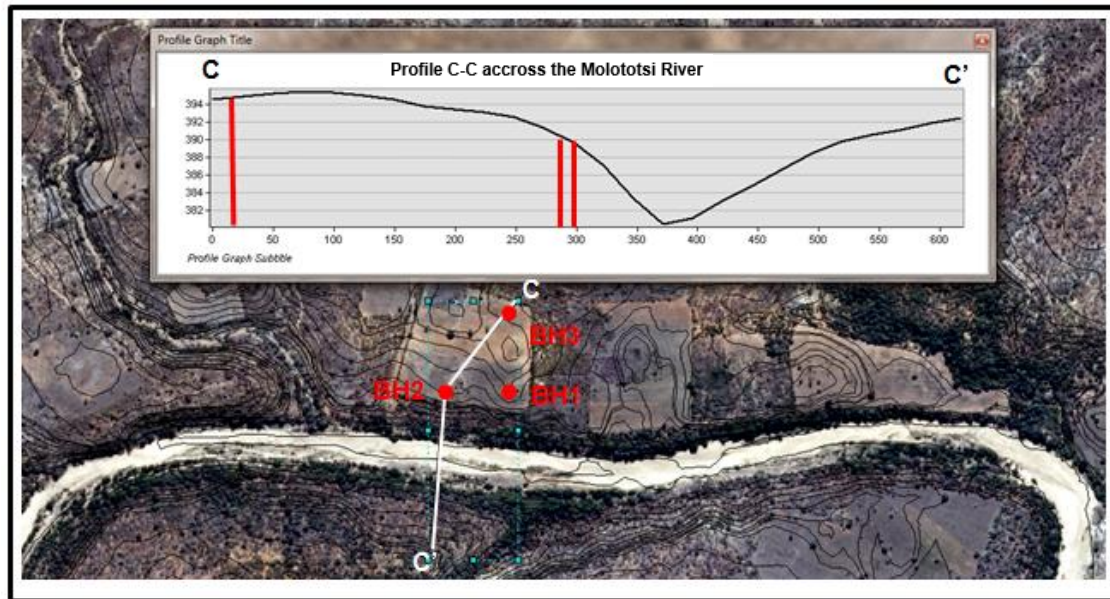 Profile Graph Title
C
Profile C-C accross the Molototsi River
C’
394
392
390
388
386
384
382
0 50 100 150 200 250 300 350 400 450 500 550 600
Profile Graph Subtitle
C
BH3
BH2
BH1
C’